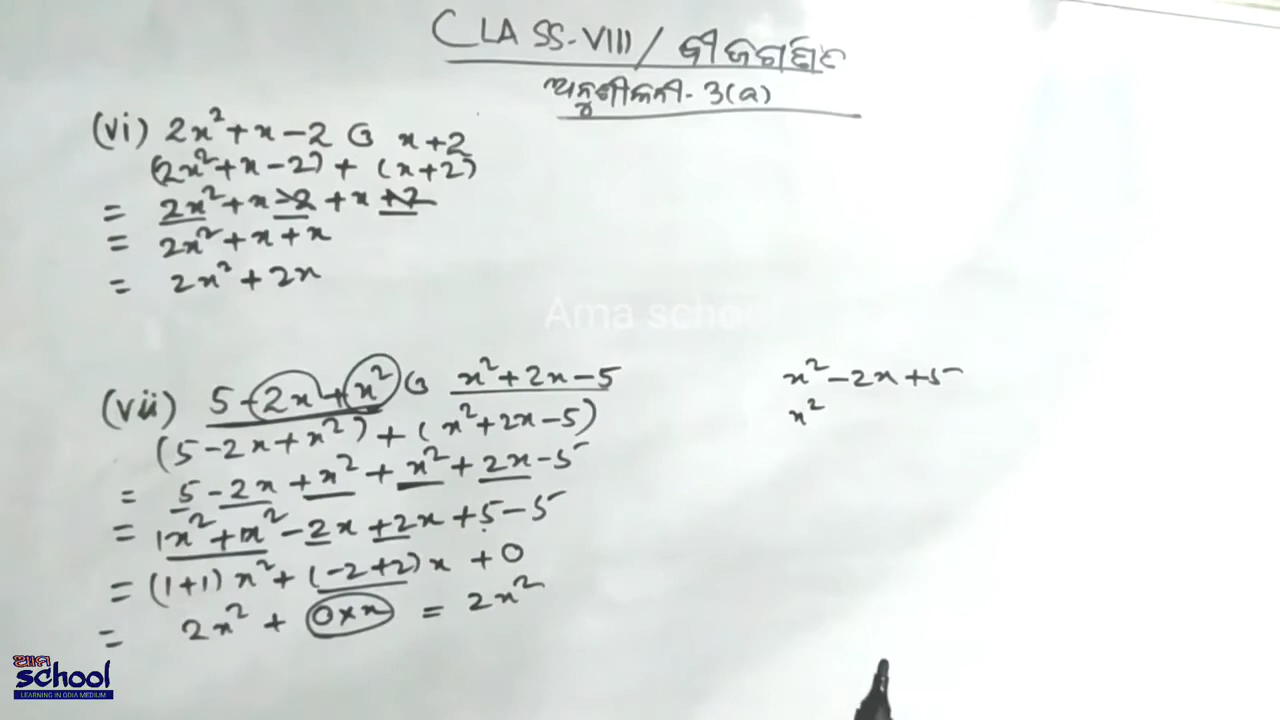 CLASS-VIII / ବୀଜଗଣିତ
ଅନୁଶୀଳନୀ - 3(a)
(vi) 2x² + x - 2 ଓ x + 2
(2x² + x - 2) + (x + 2)
= 2x² + x - 2 + x + 2
= 2x² + x + x
= 2x² + 2x
(vii) 5 - 2x + x² ଓ x² + 2x - 5
(5 - 2x + x²) + (x² + 2x - 5)
= 5 - 2x + x² + x² + 2x - 5
= 1x² + 1x² - 2x + 2x + 5 - 5
= (1+1) x² + (-2+2) x + 0
= 2x² + 0×x = 2x²
x² - 2x + 5
x²
Ama school
ଆମ
school
LEARNING IN ODIA MEDIUM